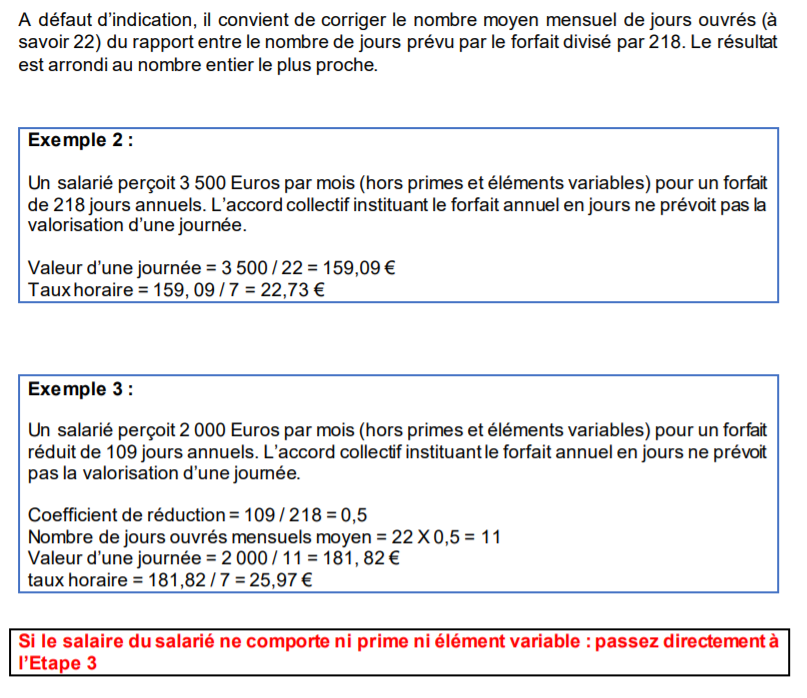 A défaut d’indication, il convient de corriger le nombre moyen mensuel de jours ouvrés (à
savoir 22) du rapport entre le nombre de jours prévu par le forfait divisé par 218. Le résultat
est arrondi au nombre entier le plus proche.
Exemple 2 :
Un salarié perçoit 3 500 Euros par mois (hors primes et éléments variables) pour un forfait
de 218 jours annuels. L’accord collectif instituant le forfait annuel en jours ne prévoit pas la
valorisation d’une journée.
Valeur d’une journée = 3 500 / 22 = 159,09 €
Taux horaire = 159, 09 / 7 = 22,73 €
Exemple 3 :
Un salarié perçoit 2 000 Euros par mois (hors primes et éléments variables) pour un forfait
réduit de 109 jours annuels. L’accord collectif instituant le forfait annuel en jours ne prévoit
pas la valorisation d’une journée.
Coefficient de réduction = 109 / 218 = 0,5
Nombre de jours ouvrés mensuels moyen = 22 X 0,5 = 11
Valeur d’une journée = 2 000 / 11 = 181, 82 €
taux horaire = 181,82 / 7 = 25,97 €
Si le salaire du salarié ne comporte ni prime ni élément variable : passez directement à
l’Etape 3